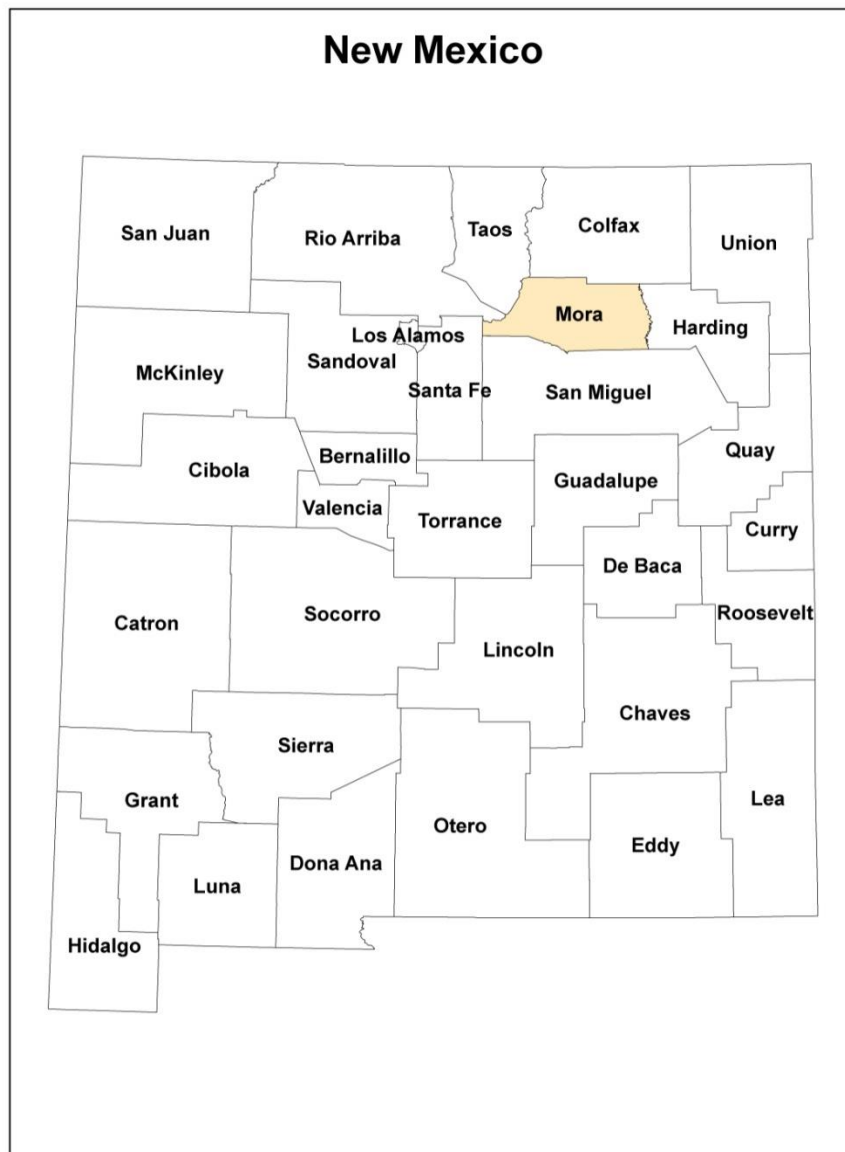 New Mexico
San Juan
Rio Arriba
Taos
Colfax
Union
Mora
Harding
Los Alamos
Sandoval
McKinley
Santa Fe
San Miguel
Quay
Bernalillo
Cibola
Guadalupe
Valencia
Torrance
Curry
De Baca
Roosevelt
Catron
Socorro
Lincoln
Chaves
Sierra
Grant
Lea
Otero
Eddy
Dona Ana
Luna
Hidalgo